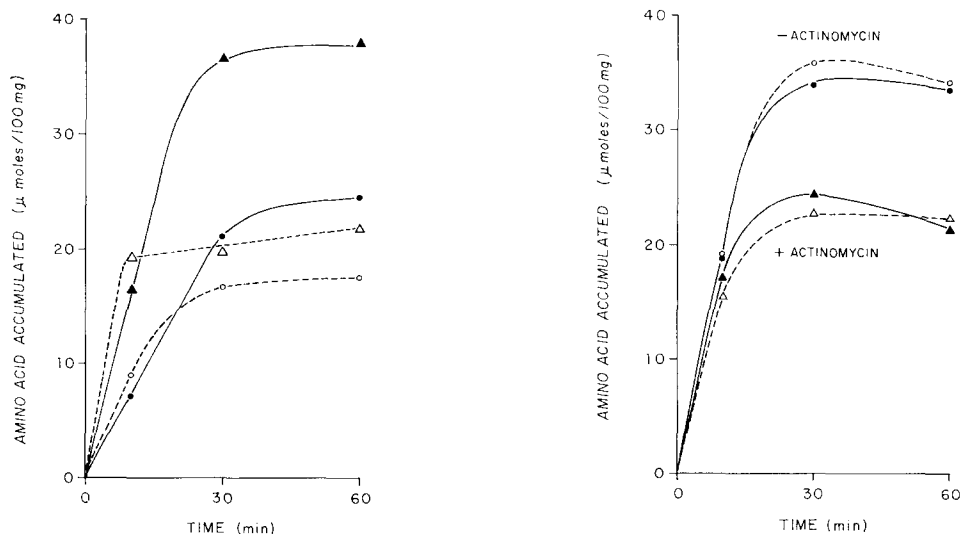 AMINO ACID ACCUMULATED (μ moles/100 mg)
40
30
20
10
0
0 30 60
TIME (min)
AMINO ACID ACCUMULATED (μ moles/100 mg)
40
30
20
10
0
− ACTINOMYCIN
+ ACTINOMYCIN
0 30 60
TIME (min)